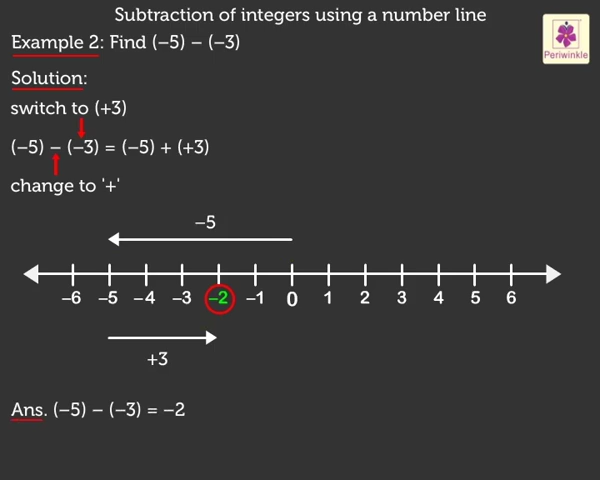 Subtraction of integers using a number line
Periwinkle
Example 2: Find (−5) − (−3)
Solution:
switch to (+3)
(−5) − (−3) = (−5) + (+3)
change to '+'
−5
−6 −5 −4 −3 −2 −1 0 1 2 3 4 5 6
+3
Ans. (−5) − (−3) = −2